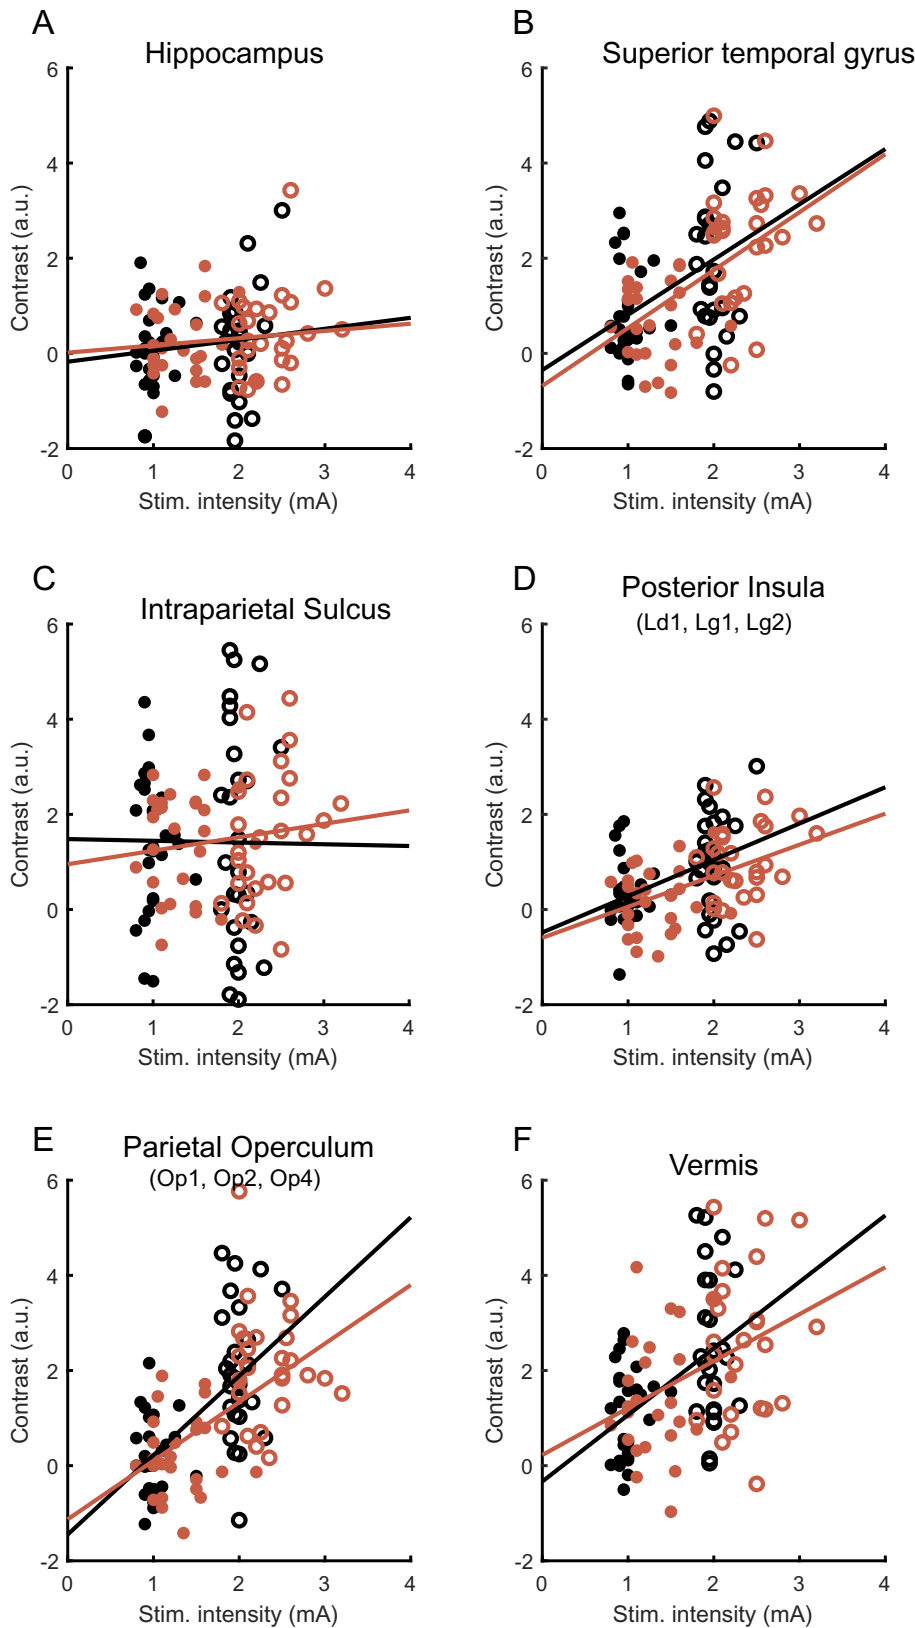 A
Hippocampus
6
4
2
0
-2
Contrast (a.u.)
0 1 2 3 4
Stim. intensity (mA)
B
Superior temporal gyrus
6
4
2
0
-2
Contrast (a.u.)
0 1 2 3 4
Stim. intensity (mA)
C
Intraparietal Sulcus
6
4
2
0
-2
Contrast (a.u.)
0 1 2 3 4
Stim. intensity (mA)
D
Posterior Insula
(Ld1, Lg1, Lg2)
6
4
2
0
-2
Contrast (a.u.)
0 1 2 3 4
Stim. intensity (mA)
E
Parietal Operculum
(Op1, Op2, Op4)
6
4
2
0
-2
Contrast (a.u.)
0 1 2 3 4
Stim. intensity (mA)
F
Vermis
6
4
2
0
-2
Contrast (a.u.)
0 1 2 3 4
Stim. intensity (mA)